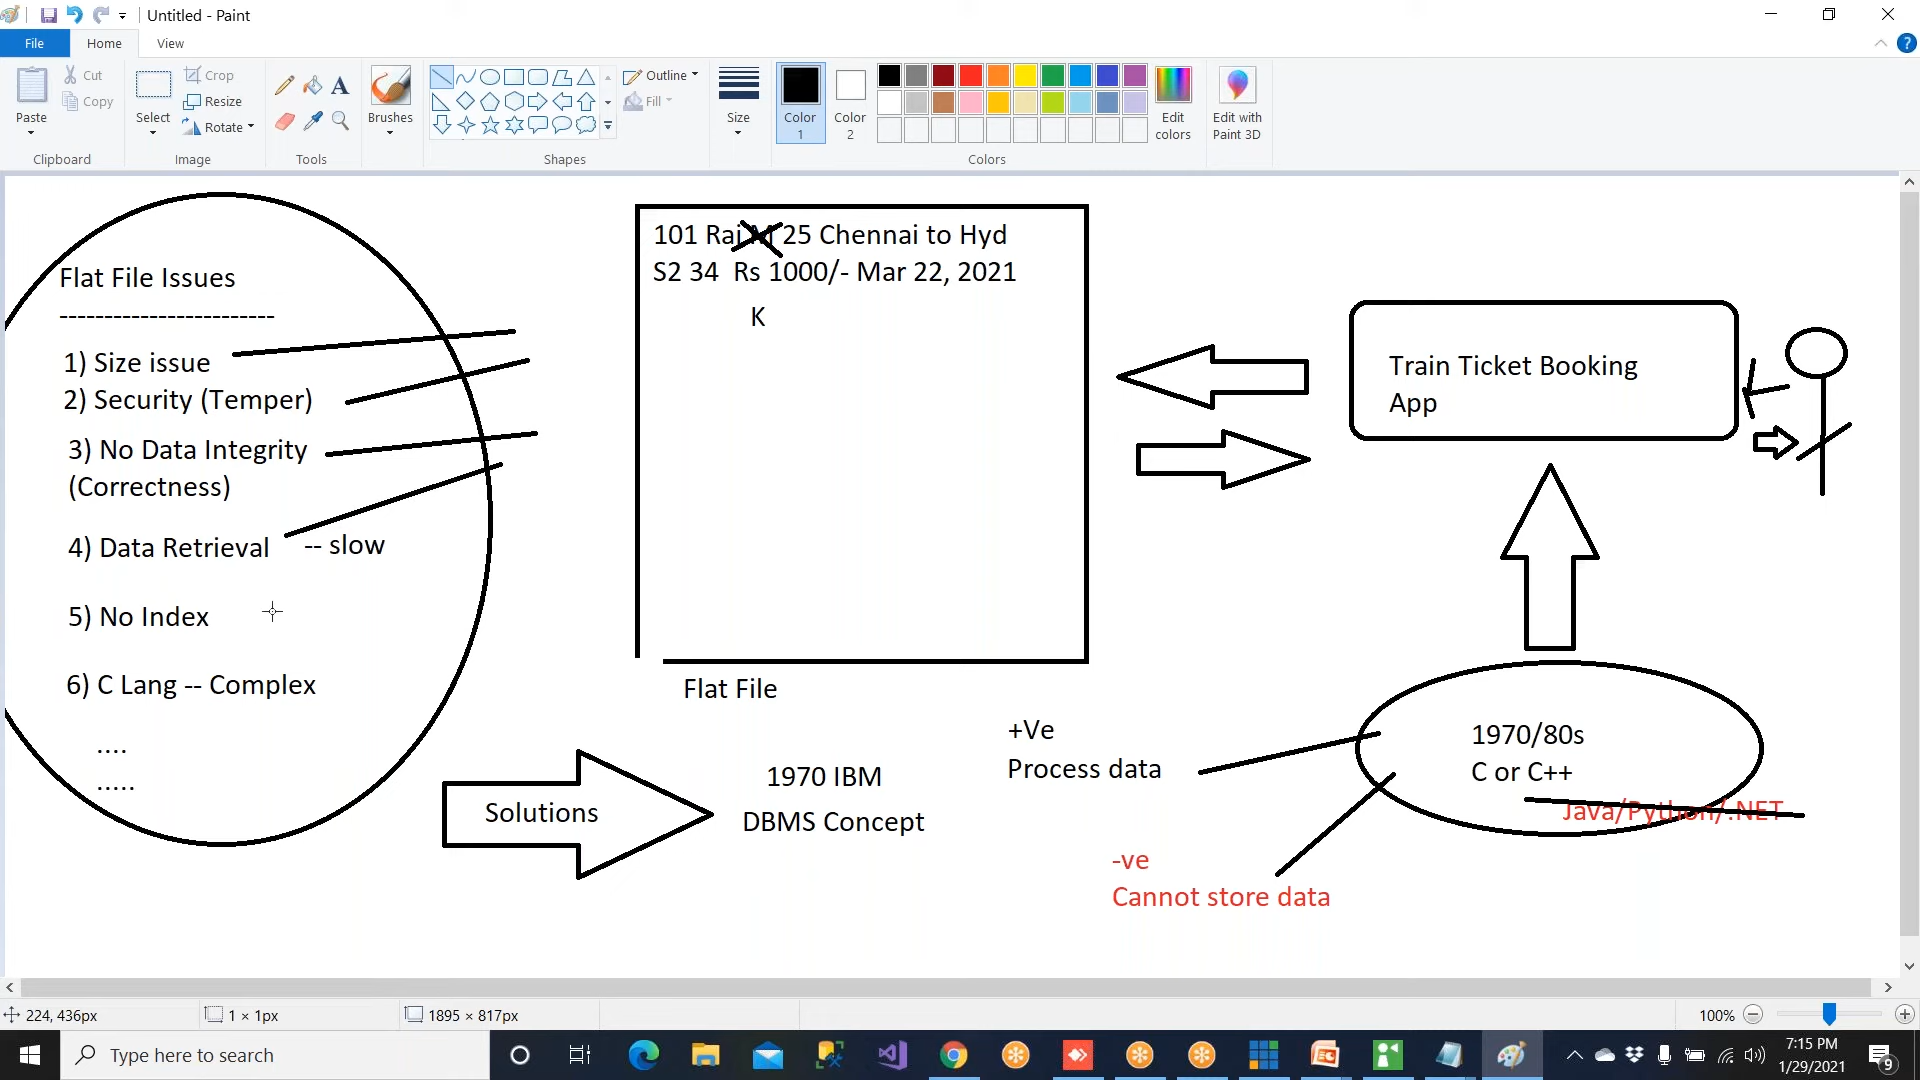 Untitled - Paint
File
Home
View
Cut
Copy
Paste
Clipboard
Select
Crop
Resize
Rotate
Image
Tools
Brushes
Outline
Fill
Shapes
Size
Color
1
Color
2
Edit
colors
Edit with
Paint 3D
Colors
Flat File Issues
------------------------
1) Size issue
2) Security (Temper)
3) No Data Integrity
(Correctness)
4) Data Retrieval
-- slow
5) No Index
6) C Lang -- Complex
....
.....
101 Raj M 25 Chennai to Hyd
S2 34 Rs 1000/- Mar 22, 2021
K
Flat File
Solutions
1970 IBM
DBMS Concept
Train Ticket Booking
App
+Ve
Process data
-ve
Cannot store data
1970/80s
C or C++
Java/Python/.NET
224, 436px
1 × 1px
1895 × 817px
100%
Type here to search
7:15 PM
1/29/2021
9